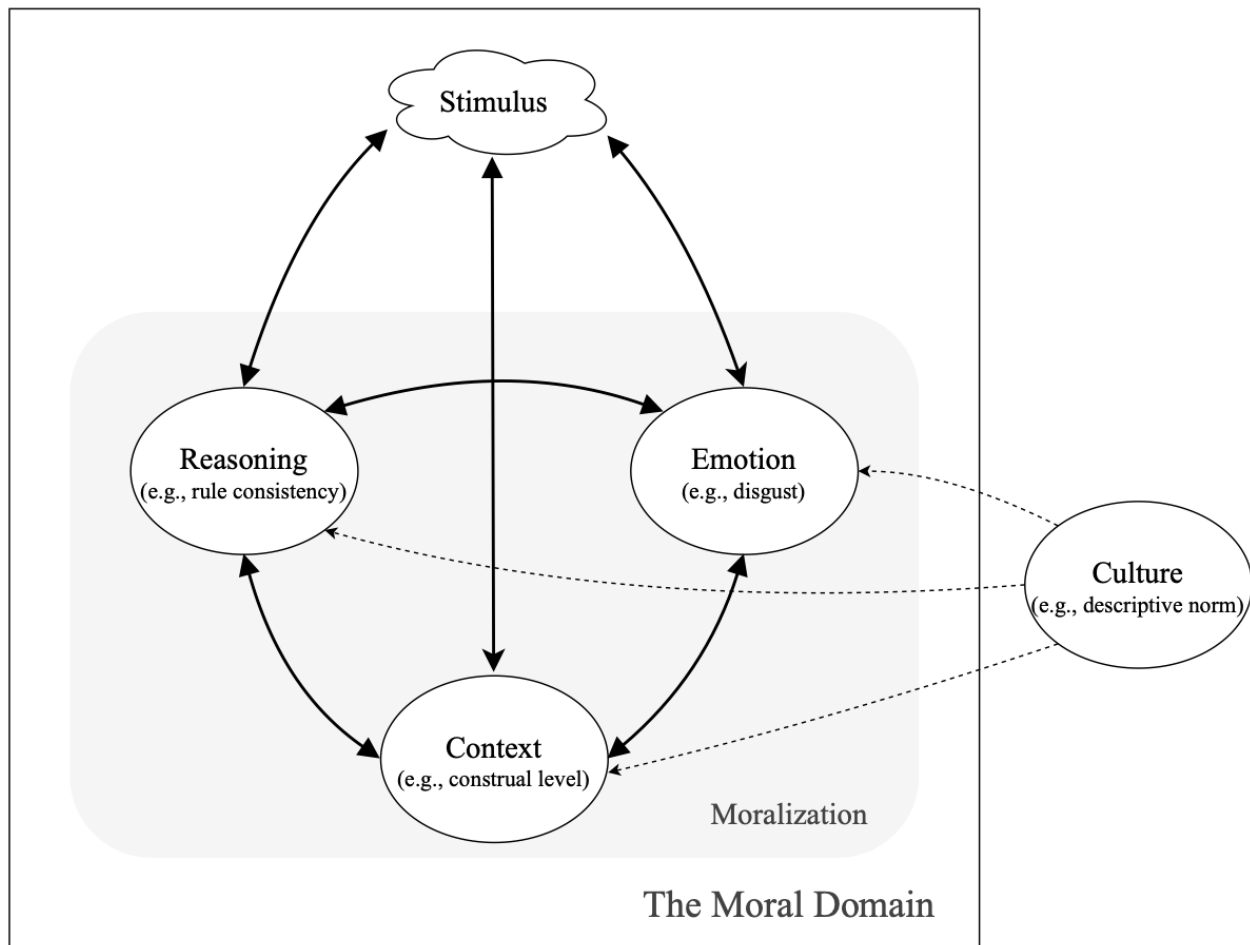 Stimulus
Reasoning
(e.g., rule consistency)
Emotion
(e.g., disgust)
Culture
(e.g., descriptive norm)
Context
(e.g., construal level)
Moralization
The Moral Domain